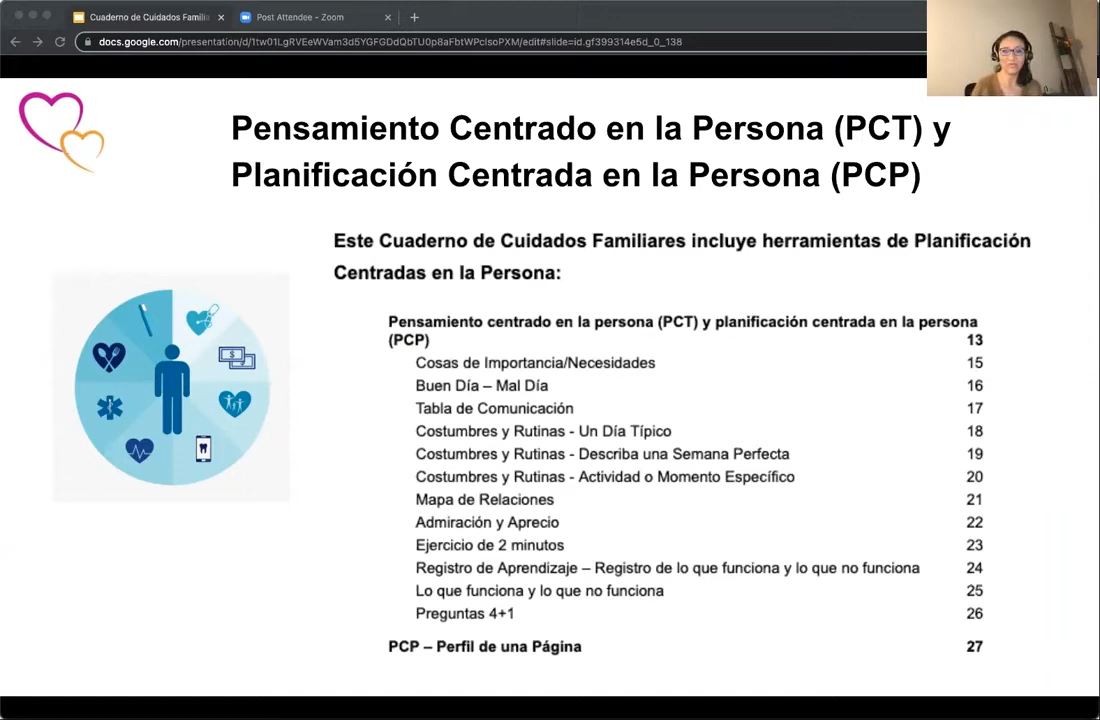 Cuaderno de Cuidados Famili
Post Attendee - Zoom
docs.google.com/presentation/d/1tw01LgRVEeWVam3d5YGFGDdQbTU0p8aFbtWPcIsoPXM/edit#slide=id.gf399314e5d_0_138
Pensamiento Centrado en la Persona (PCT) y
Planificación Centrada en la Persona (PCP)
Este Cuaderno de Cuidados Familiares incluye herramientas de Planificación
Centradas en la Persona:
Pensamiento centrado en la persona (PCT) y planificación centrada en la persona
(PCP) 13
Cosas de Importancia/Necesidades 15
Buen Día – Mal Día 16
Tabla de Comunicación 17
Costumbres y Rutinas - Un Día Típico 18
Costumbres y Rutinas - Describa una Semana Perfecta 19
Costumbres y Rutinas - Actividad o Momento Específico 20
Mapa de Relaciones 21
Admiración y Aprecio 22
Ejercicio de 2 minutos 23
Registro de Aprendizaje – Registro de lo que funciona y lo que no funciona 24
Lo que funciona y lo que no funciona 25
Preguntas 4+1 26
PCP – Perfil de una Página 27